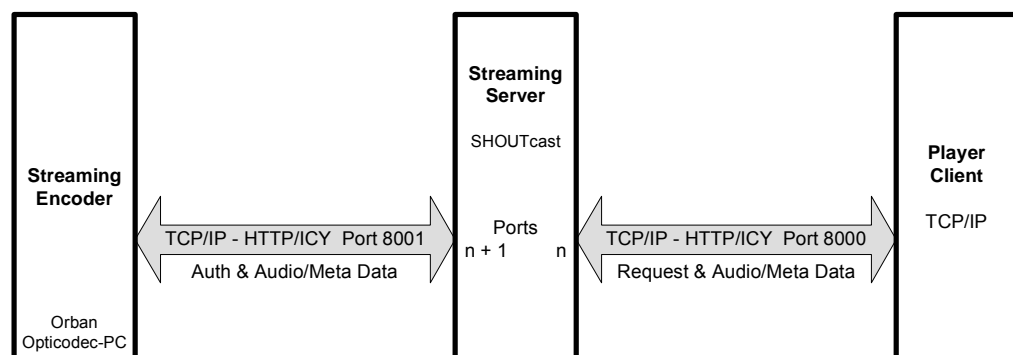 Streaming
Encoder
Orban
Opticodec-PC
TCP/IP - HTTP/ICY Port 8001
Auth & Audio/Meta Data
Streaming
Server
SHOUTcast
Ports
n + 1 n
TCP/IP - HTTP/ICY Port 8000
Request & Audio/Meta Data
Player
Client
TCP/IP